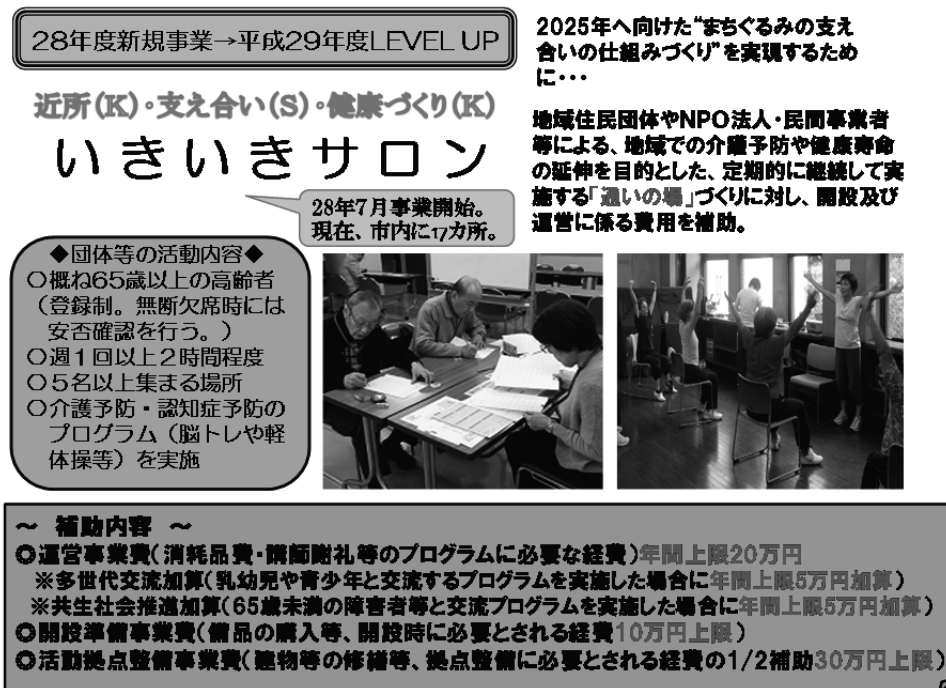 28年度新規事業→平成29年度LEVEL UP
近所(K)・支え合い(S)・健康づくり(K)
いきいきサロン
28年7月事業開始。
現在、市内に17カ所。
2025年へ向けた“まちぐるみの支え
合いの仕組みづくり”を実現するため
に・・・
地域住民団体やNPO法人・民間事業者
等による、地域での介護予防や健康寿命
の延伸を目的とした、定期的に継続して実
施する「通いの場」づくりに対し、開設及び
運営に係る費用を補助。
◆団体等の活動内容◆
○概ね65歳以上の高齢者
(登録制。無断欠席時には
安否確認を行う。)
○週1回以上2時間程度
○5名以上集まる場所
○介護予防・認知症予防の
プログラム(脳トレや軽
体操等)を実施
～ 補助内容 ～
◎運営事業費(消耗品費・講師謝礼等のプログラムに必要な経費)年間上限20万円
※多世代交流加算(乳幼児や青少年と交流するプログラムを実施した場合に年間上限5万円加算)
※共生社会推進加算(65歳未満の障害者等と交流プログラムを実施した場合に年間上限5万円加算)
◎開設準備事業費(備品の購入等、開設時に必要とされる経費10万円上限)
◎活動拠点整備事業費(建物等の修繕等、拠点整備に必要とされる経費の1/2補助30万円上限)